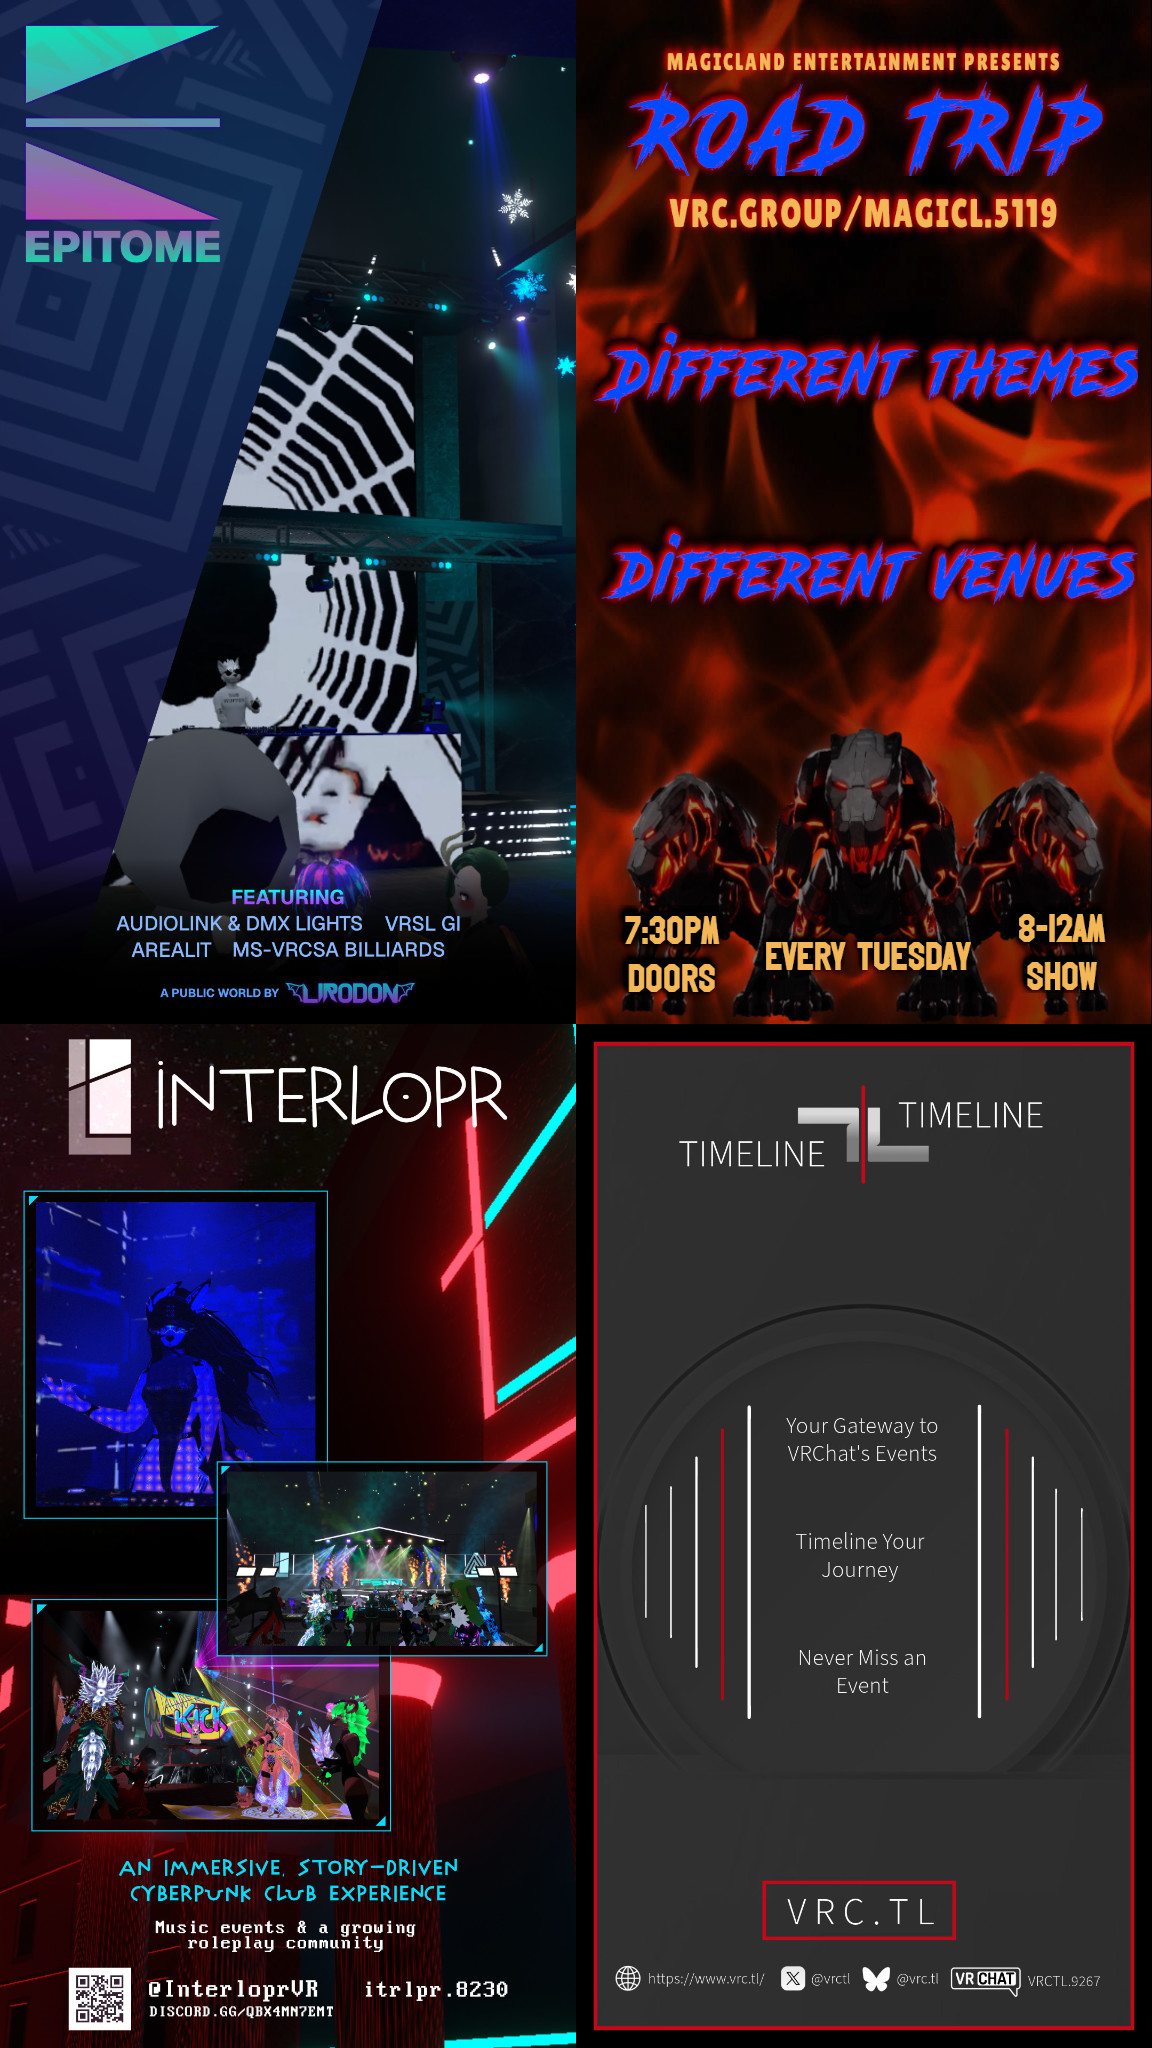 EPITOME
FEATURING
AUDIOLINK & DMX LIGHTS VRSL GI
AREALIT MS-VRCSA BILLIARDS
A PUBLIC WORLD BY LIRODON
MAGICLAND ENTERTAINMENT PRESENTS
ROAD TRIP
VRC.GROUP/MAGICL.5119
DIFFERENT THEMES
DIFFERENT VENUES
7:30PM
DOORS
EVERY TUESDAY
8-12AM
SHOW
INTERLOPR
KICK
AN IMMERSIVE, STORY-DRIVEN
CYBERPUNK CLUB EXPERIENCE
Music events & a growing
roleplay community
@InterloprVR itrlpr.8230
DISCORD.GG/QBX4MN7EMT
TIMELINE
TIMELINE
Your Gateway to
VRChat's Events
Timeline Your
Journey
Never Miss an
Event
VRC.TL
https://www.vrc.tl/ @vrctl @vrc.tl VRCHAT VRCTL.9267